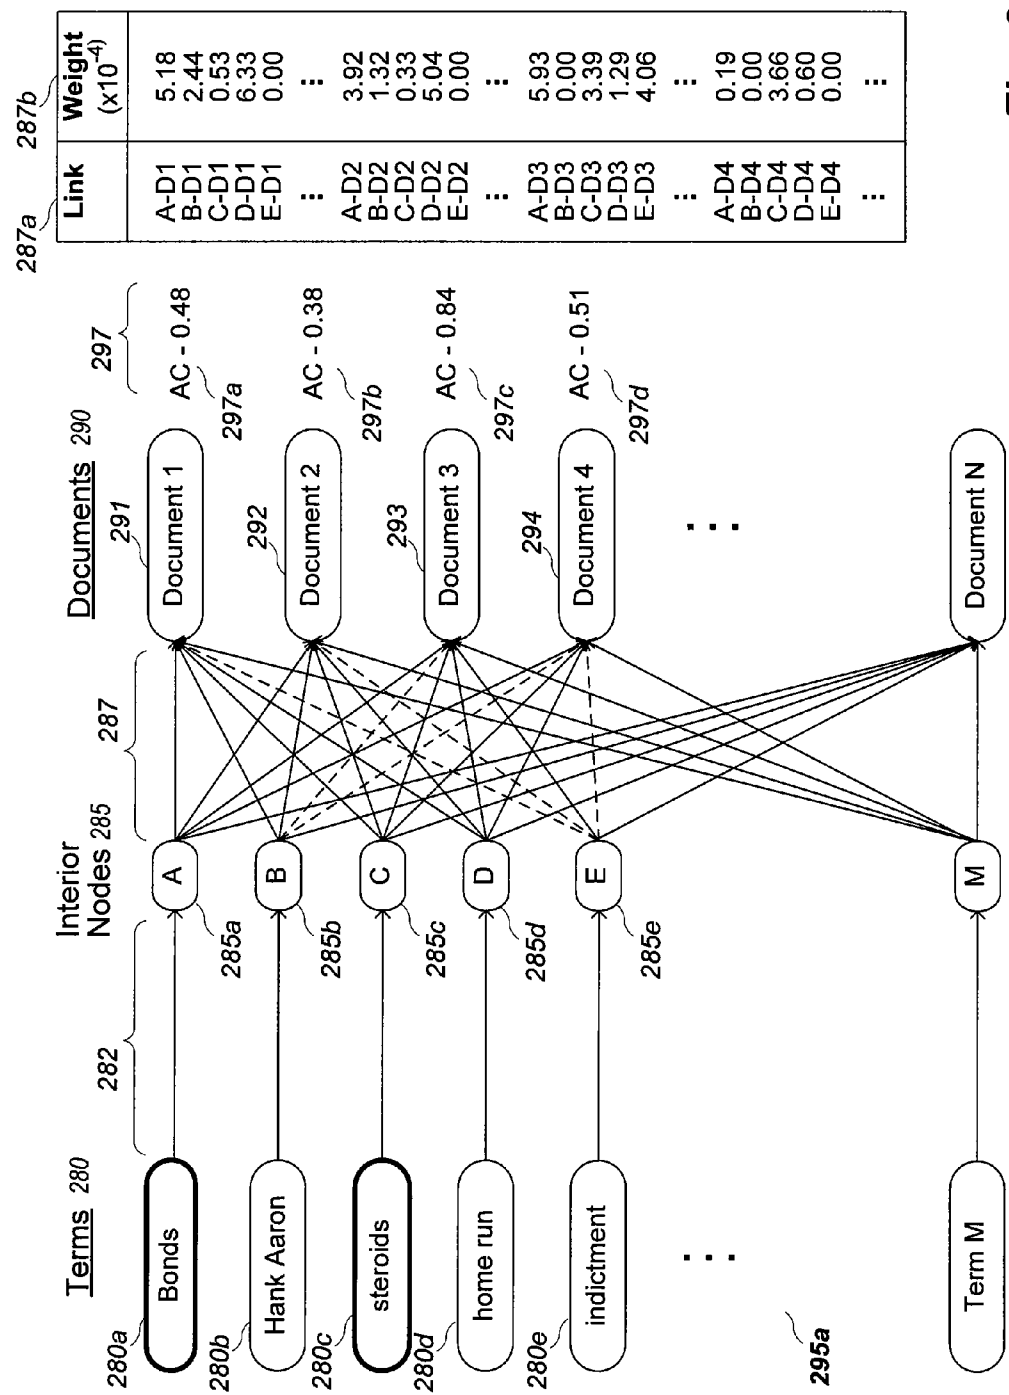 Terms 280
Interior
Nodes 285
Documents 290
282
287
297
280a
Bonds
A
285a
291
Document 1
AC - 0.48
297a
280b
Hank Aaron
B
285b
292
Document 2
AC - 0.38
297b
280c
steroids
C
285c
293
Document 3
AC - 0.84
297c
280d
home run
D
285d
294
Document 4
AC - 0.51
297d
280e
indictment
E
285e
. . .
. . .
295a
Term M
M
Document N
287a
287b
Link Weight
(x10-4)
A-D1 5.18
B-D1 2.44
C-D1 0.53
D-D1 6.33
E-D1 0.00
⋮ ⋮
A-D2 3.92
B-D2 1.32
C-D2 0.33
D-D2 5.04
E-D2 0.00
⋮ ⋮
A-D3 5.93
B-D3 0.00
C-D3 3.39
D-D3 1.29
E-D3 4.06
⋮ ⋮
A-D4 0.19
B-D4 0.00
C-D4 3.66
D-D4 0.60
E-D4 0.00
⋮ ⋮